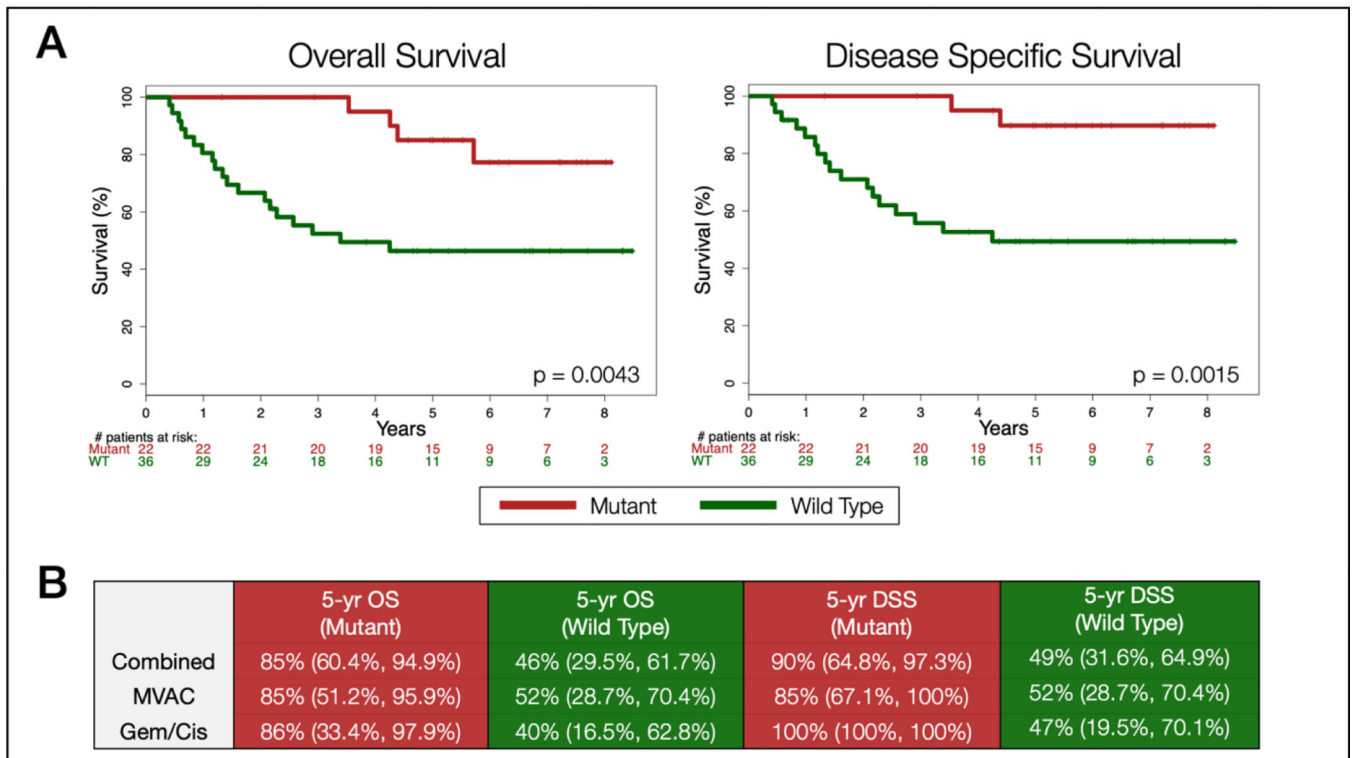 A
Overall Survival
Disease Specific Survival
Survival (%)
100
80
60
40
20
0
p = 0.0043
0 1 2 3 4 5 6 7 8
Years
# patients at risk:
Mutant 22 22 21 20 19 15 9 7 2
WT 36 29 24 18 16 11 9 6 3
Survival (%)
100
80
60
40
20
0
p = 0.0015
0 1 2 3 4 5 6 7 8
Years
# patients at risk:
Mutant 22 22 21 20 19 15 9 7 2
WT 36 29 24 18 16 11 9 6 3
Mutant Wild Type
B
5-yr OS (Mutant) 5-yr OS (Wild Type) 5-yr DSS (Mutant) 5-yr DSS (Wild Type)
Combined 85% (60.4%, 94.9%) 46% (29.5%, 61.7%) 90% (64.8%, 97.3%) 49% (31.6%, 64.9%)
MVAC 85% (51.2%, 95.9%) 52% (28.7%, 70.4%) 85% (67.1%, 100%) 52% (28.7%, 70.4%)
Gem/Cis 86% (33.4%, 97.9%) 40% (16.5%, 62.8%) 100% (100%, 100%) 47% (19.5%, 70.1%)